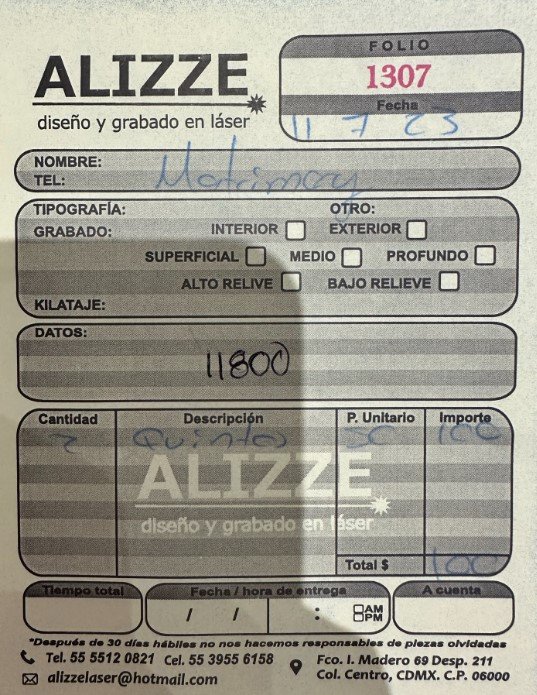 FOLIO
ALIZZE
1307
Fecha
diseño y grabado en láser
11 7 23
NOMBRE:
TEL:
TIPOGRAFÍA: OTRO:
GRABADO: INTERIOR EXTERIOR
SUPERFICIAL MEDIO PROFUNDO
ALTO RELIVE BAJO RELIEVE
KILATAJE:
DATOS:
11800
Cantidad Descripción P. Unitario Importe
2 50 100
ALIZZE
diseño y grabado en láser
Total $ 100
Tiempo total Fecha / hora de entrega A cuenta
/ / : AM
PM
*Después de 30 días hábiles no nos hacemos responsables de piezas olvidadas
Tel. 55 5512 0821 Cel. 55 3955 6158 Fco. I. Madero 69 Desp. 211
alizzelaser@hotmail.com Col. Centro, CDMX. C.P. 06000